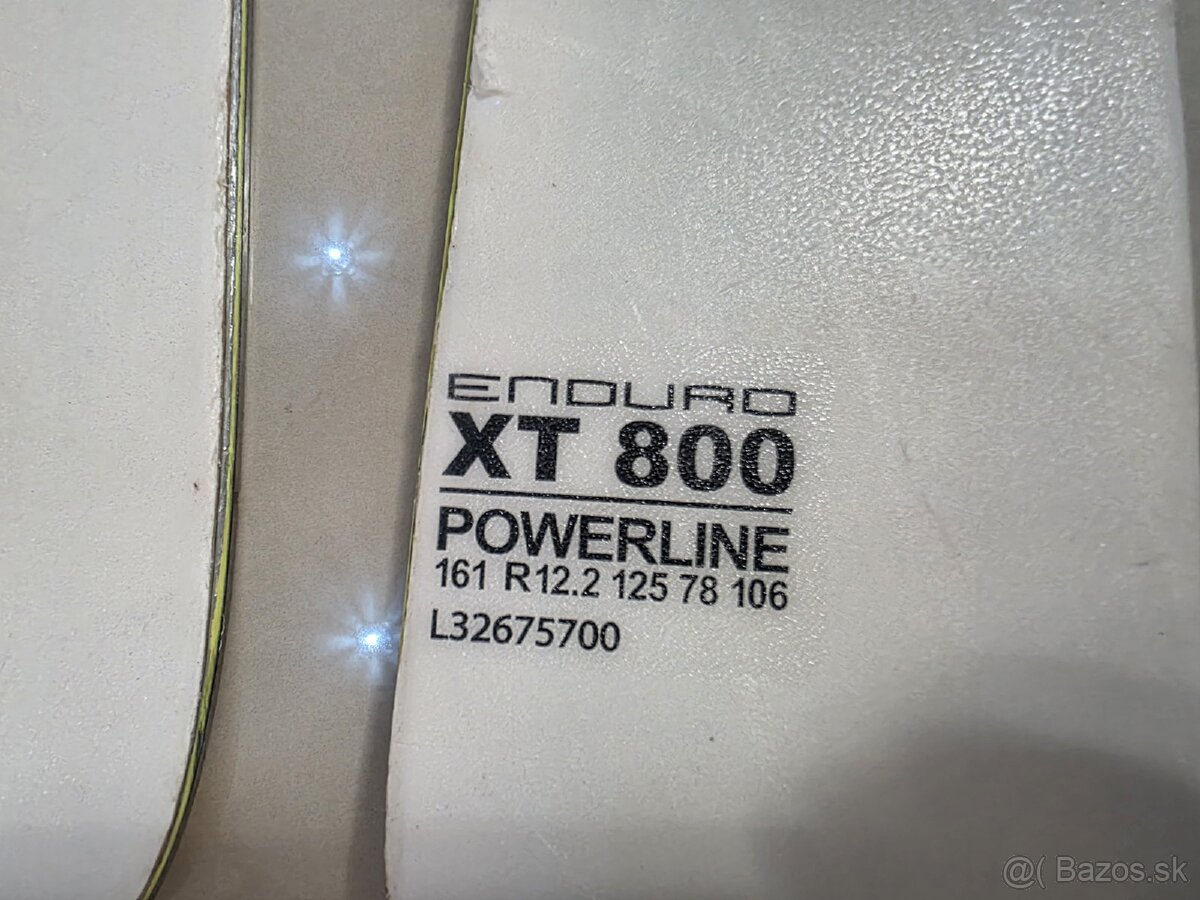 ENDURO
XT 800
POWERLINE
161 R12.2 125 78 106
L32675700
@( Bazos.sk